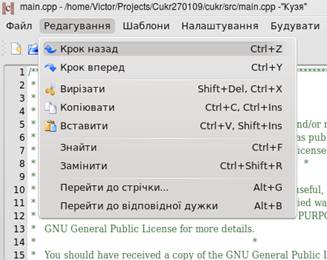 main.cpp - /home/Victor/Projects/Cukr270109/cukr/src/main.cpp -"Кузя"
Файл Редагування Шаблони Налаштування Будувати
Крок назад Ctrl+Z
Крок вперед Ctrl+Y
Вирізати Shift+Del, Ctrl+X
Копіювати Ctrl+C, Ctrl+Ins
Вставити Ctrl+V, Shift+Ins
Знайти Ctrl+F
Замінити Ctrl+Shift+R
Перейти до стрічки... Alt+G
Перейти до відповідної дужки Alt+B
1 /**
2 *
3 *
4 *
5 * nd/or
6 * as publ
7 * license
8 * *
9 *
10 * useful,
11 * ied wa
12 * PURPO
13 * GNU General Public License for more details.
14 * *
15 * You should have received a copy of the GNU General Public